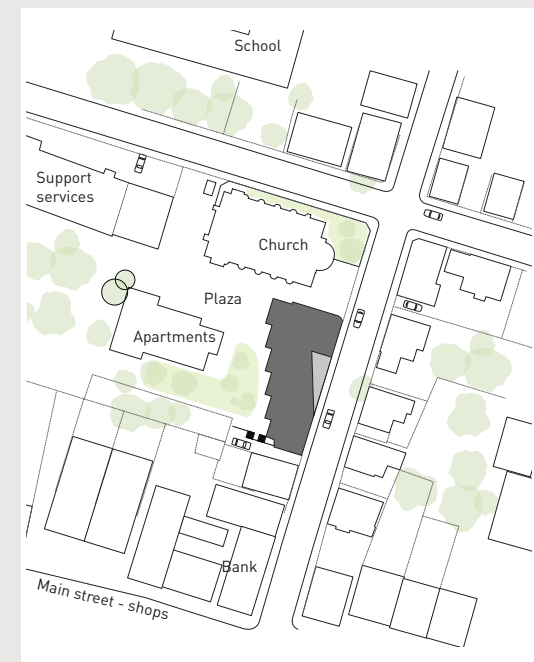 School
Support
services
Church
Plaza
Apartments
Bank
Main street - shops